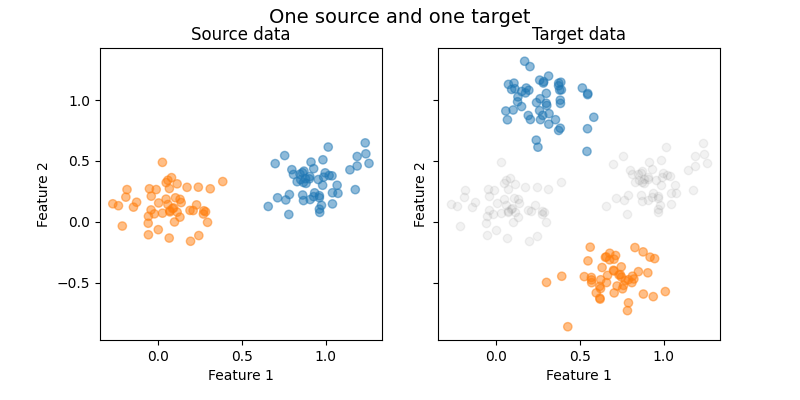 One source and one target
Source data
Target data
1.0
0.5
0.0
−0.5
Feature 2
Feature 2
0.0 0.5 1.0
0.0 0.5 1.0
Feature 1
Feature 1